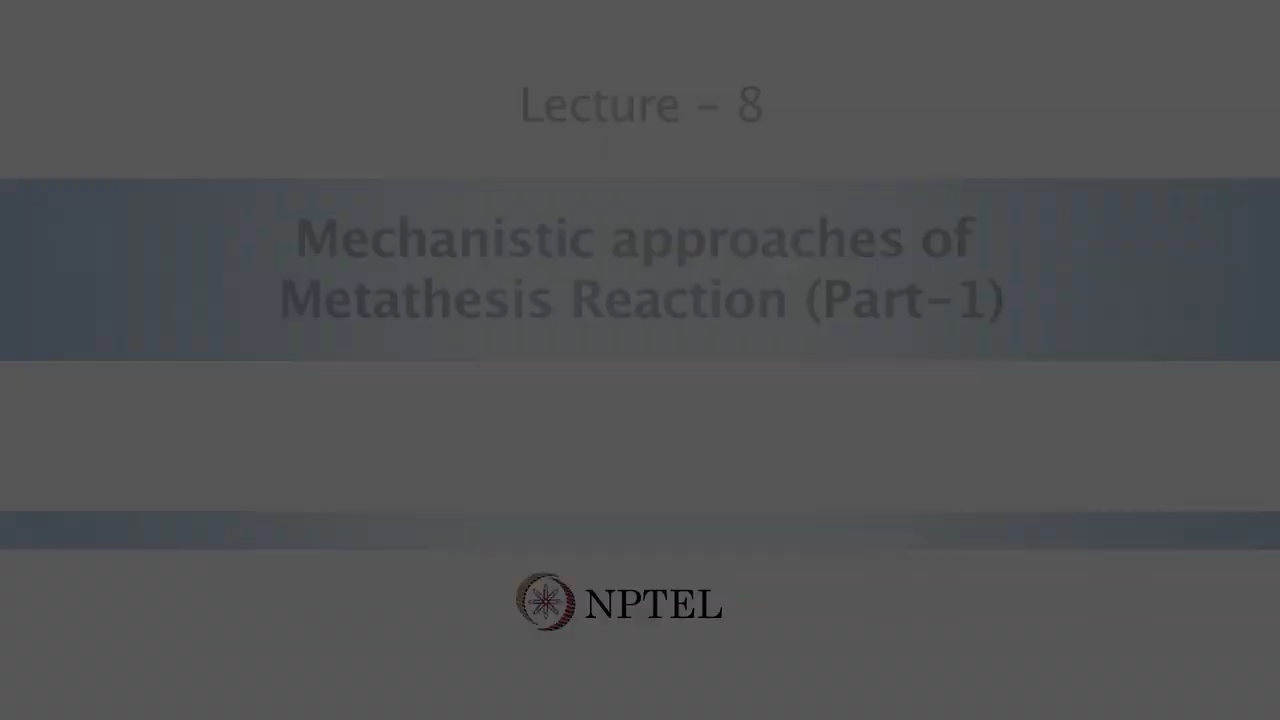 Lecture – 8
Mechanistic approaches of
Metathesis Reaction (Part–1)
NPTEL